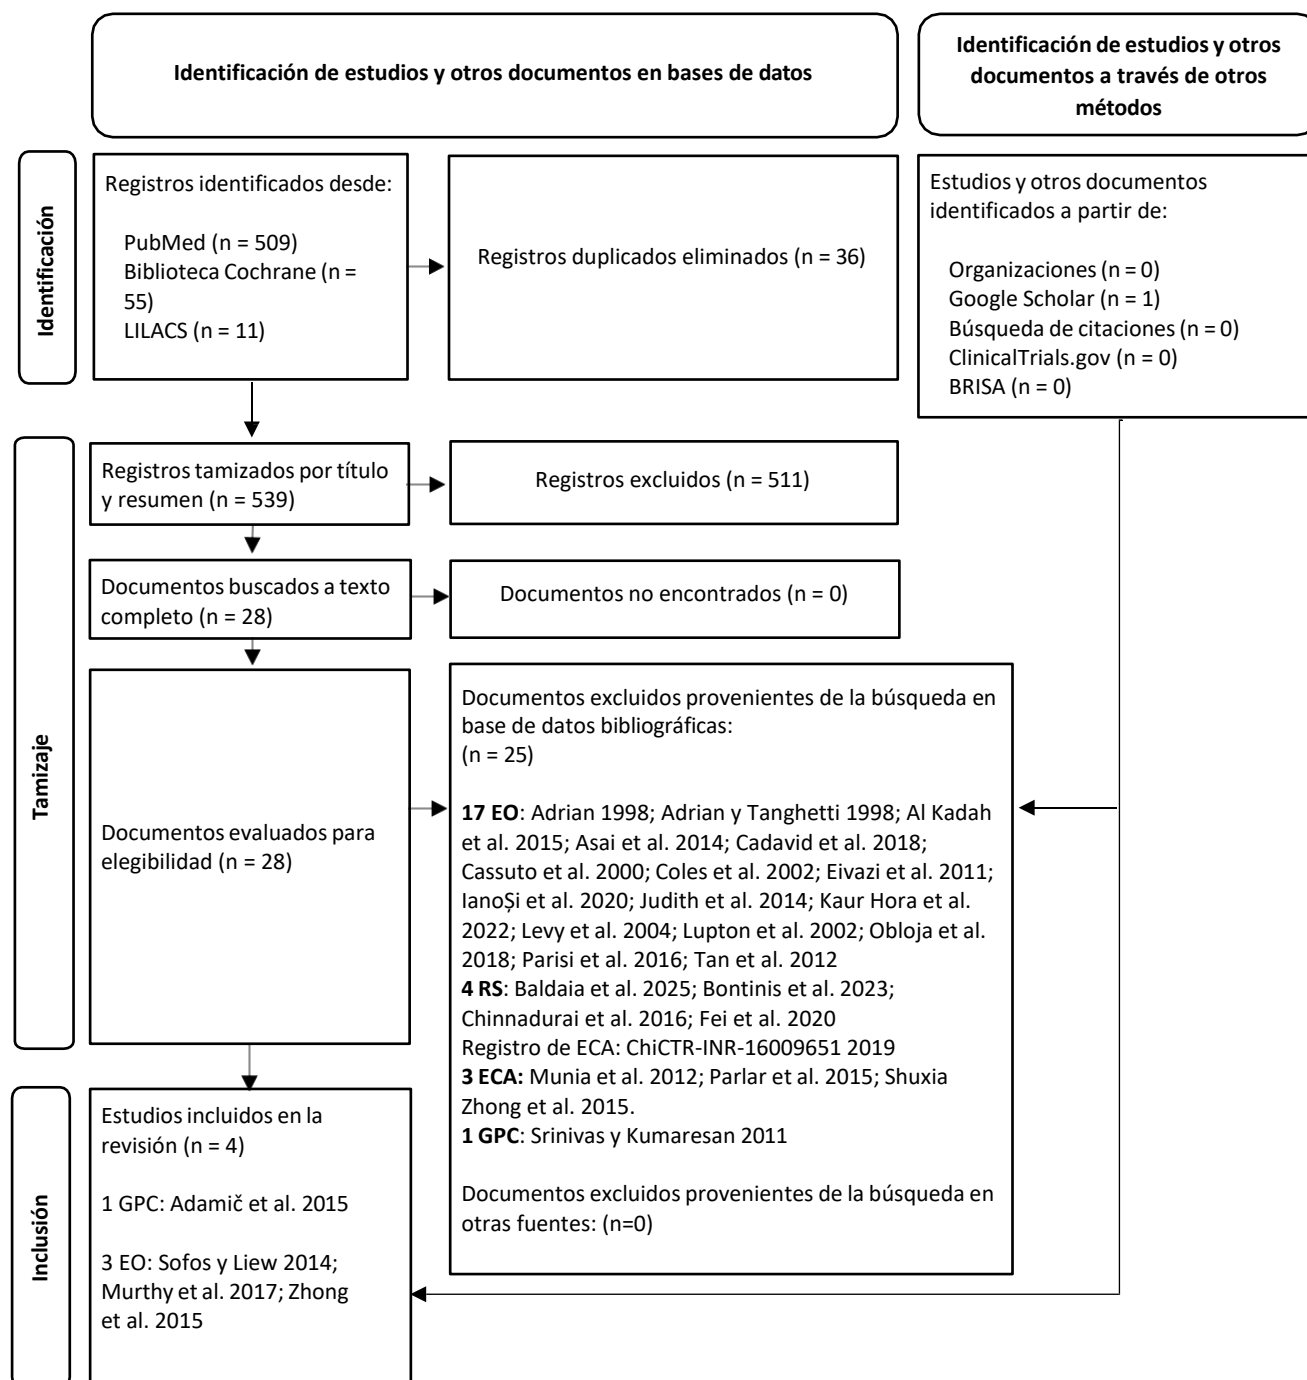 Identificación de estudios y otros documentos en bases de datos
Identificación de estudios y otros
documentos a través de otros
métodos
Identificación
Registros identificados desde:
PubMed (n = 509)
Biblioteca Cochrane (n =
55)
LILACS (n = 11)
Registros duplicados eliminados (n = 36)
Estudios y otros documentos
identificados a partir de:
Organizaciones (n = 0)
Google Scholar (n = 1)
Búsqueda de citaciones (n = 0)
ClinicalTrials.gov (n = 0)
BRISA (n = 0)
Tamizaje
Registros tamizados por título
y resumen (n = 539)
Registros excluidos (n = 511)
Documentos buscados a texto
completo (n = 28)
Documentos no encontrados (n = 0)
Documentos evaluados para
elegibilidad (n = 28)
Documentos excluidos provenientes de la búsqueda en
base de datos bibliográficas:
(n = 25)
17 EO: Adrian 1998; Adrian y Tanghetti 1998; Al Kadah
et al. 2015; Asai et al. 2014; Cadavid et al. 2018;
Cassuto et al. 2000; Coles et al. 2002; Eivazi et al. 2011;
IanoȘi et al. 2020; Judith et al. 2014; Kaur Hora et al.
2022; Levy et al. 2004; Lupton et al. 2002; Obloja et al.
2018; Parisi et al. 2016; Tan et al. 2012
4 RS: Baldaia et al. 2025; Bontinis et al. 2023;
Chinnadurai et al. 2016; Fei et al. 2020
Registro de ECA: ChiCTR-INR-16009651 2019
3 ECA: Munia et al. 2012; Parlar et al. 2015; Shuxia
Zhong et al. 2015.
1 GPC: Srinivas y Kumaresan 2011
Documentos excluidos provenientes de la búsqueda en
otras fuentes: (n=0)
Inclusión
Estudios incluidos en la
revisión (n = 4)
1 GPC: Adamič et al. 2015
3 EO: Sofos y Liew 2014;
Murthy et al. 2017; Zhong
et al. 2015